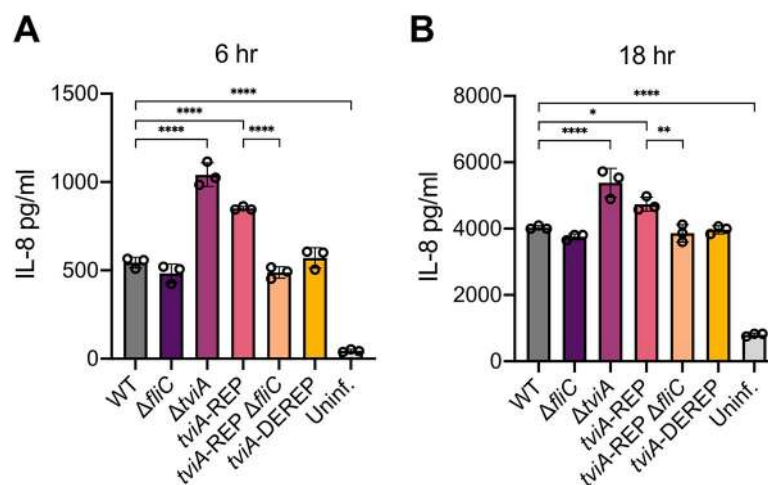 A
6 hr
****
****
****
****
IL-8 pg/ml
1500
1000
500
0
WT
ΔfliC
ΔtviA
tviA-REP
tviA-REP ΔfliC
tviA-DEREP
Uninf.
B
18 hr
****
*
****
**
IL-8 pg/ml
8000
6000
4000
2000
0
WT
ΔfliC
ΔtviA
tviA-REP
tviA-REP ΔfliC
tviA-DEREP
Uninf.